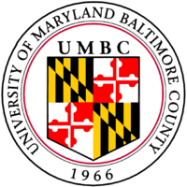 UNIVERSITY OF MARYLAND BALTIMORE COUNTY
UMBC
1966